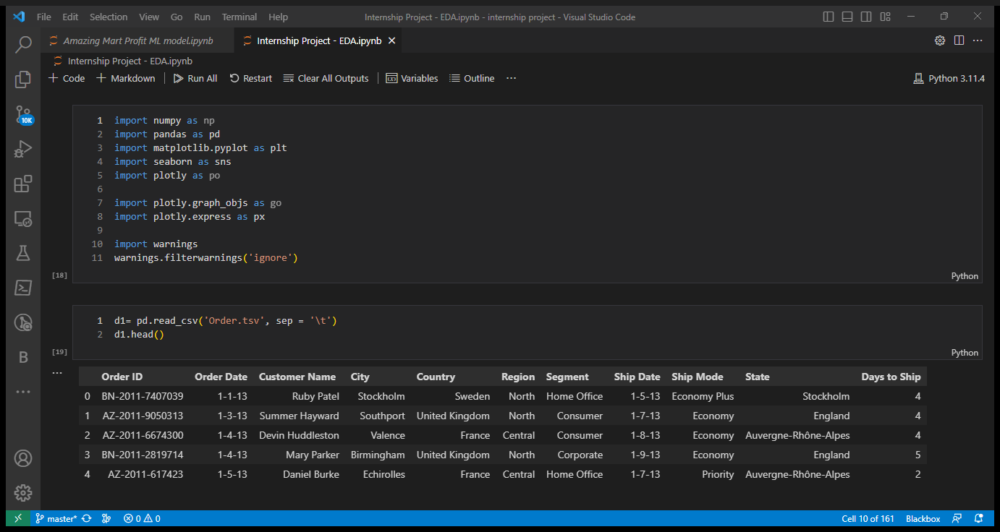 File Edit Selection View Go Run Terminal Help Internship Project - EDA.ipynb - internship project - Visual Studio Code
Amazing Mart Profit ML model.ipynb Internship Project - EDA.ipynb
Internship Project - EDA.ipynb
Code Markdown Run All Restart Clear All Outputs Variables Outline ... Python 3.11.4
10K
1 import numpy as np
2 import pandas as pd
3 import matplotlib.pyplot as plt
4 import seaborn as sns
5 import plotly as po
6
7 import plotly.graph_objs as go
8 import plotly.express as px
9
10 import warnings
11 warnings.filterwarnings('ignore')
[18] Python
1 d1= pd.read_csv('Order.tsv', sep = '\t')
2 d1.head()
[19] Python
...
Order ID Order Date Customer Name City Country Region Segment Ship Date Ship Mode State Days to Ship
0 BN-2011-7407039 1-1-13 Ruby Patel Stockholm Sweden North Home Office 1-5-13 Economy Plus Stockholm 4
1 AZ-2011-9050313 1-3-13 Summer Hayward Southport United Kingdom North Consumer 1-7-13 Economy England 4
2 AZ-2011-6674300 1-4-13 Devin Huddleston Valence France Central Consumer 1-8-13 Economy Auvergne-Rhône-Alpes 4
3 BN-2011-2819714 1-4-13 Mary Parker Birmingham United Kingdom North Corporate 1-9-13 Economy England 5
4 AZ-2011-617423 1-5-13 Daniel Burke Echirolles France Central Home Office 1-7-13 Priority Auvergne-Rhône-Alpes 2
B
master* 0 0 Cell 10 of 161 Blackbox